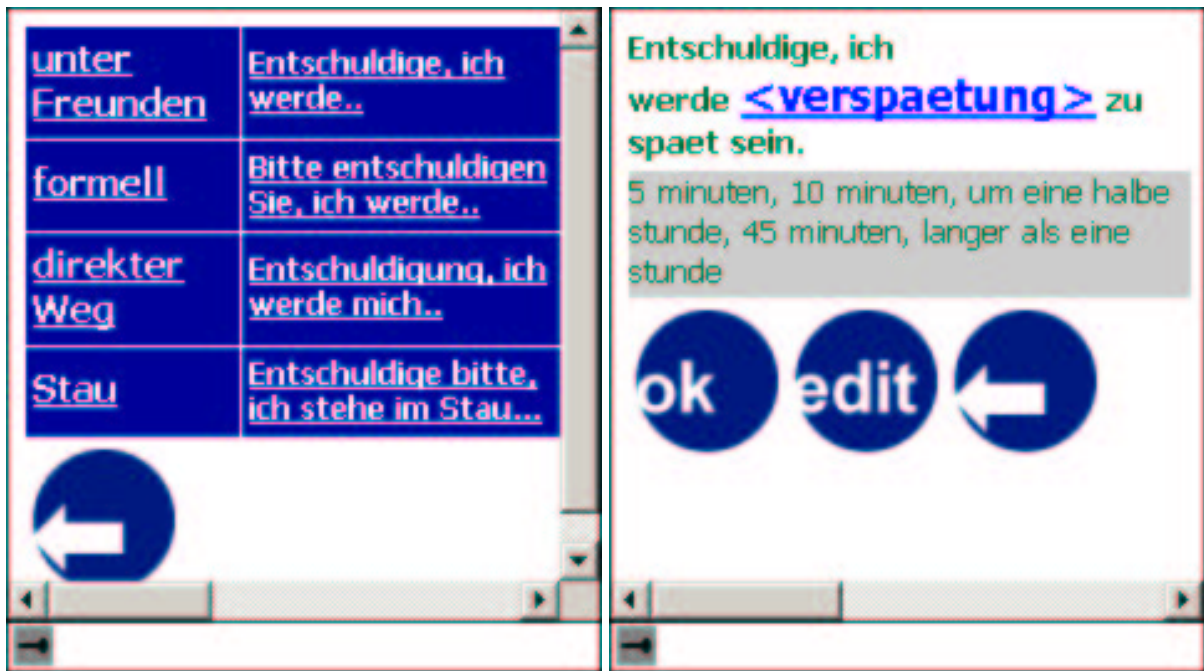 unter
Freunden
Entschuldige, ich
werde..
formell
Bitte entschuldigen
Sie, ich werde..
direkter
Weg
Entschuldigung, ich
werde mich..
Stau
Entschuldige bitte,
ich stehe im Stau...
Entschuldige, ich
werde <verspaetung> zu
spaet sein.
5 minuten, 10 minuten, um eine halbe
stunde, 45 minuten, langer als eine
stunde
ok
edit